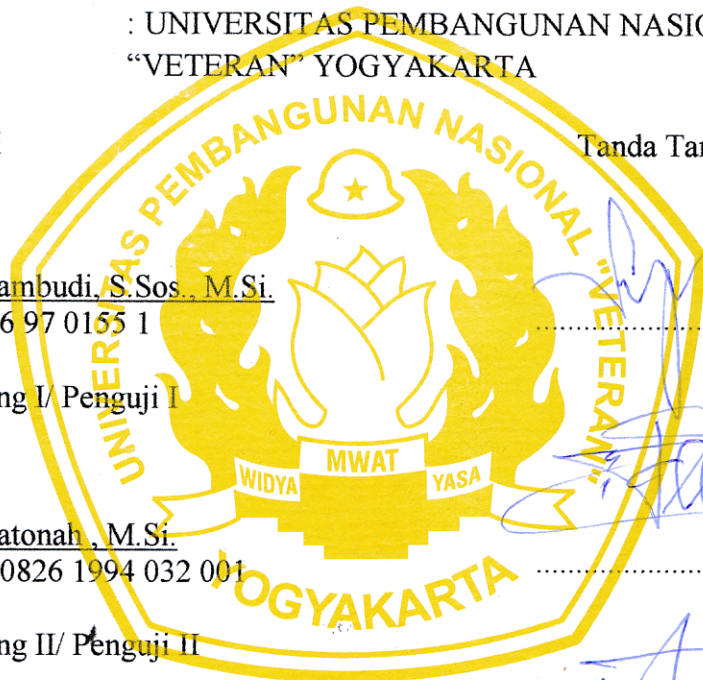 : UNIVERSITAS PEMBANGUNAN NASIO
“VETERAN” YOGYAKARTA
Tanda Tan
ambudi, S.Sos., M.Si.
6 97 0155 1
ng I/ Penguji I
atonah , M.Si.
0826 1994 032 001
ng II/ Penguji II
UNIVERSITAS PEMBANGUNAN NASIONAL "VETERAN"
WIDYA MWAT YASA
YOGYAKARTA